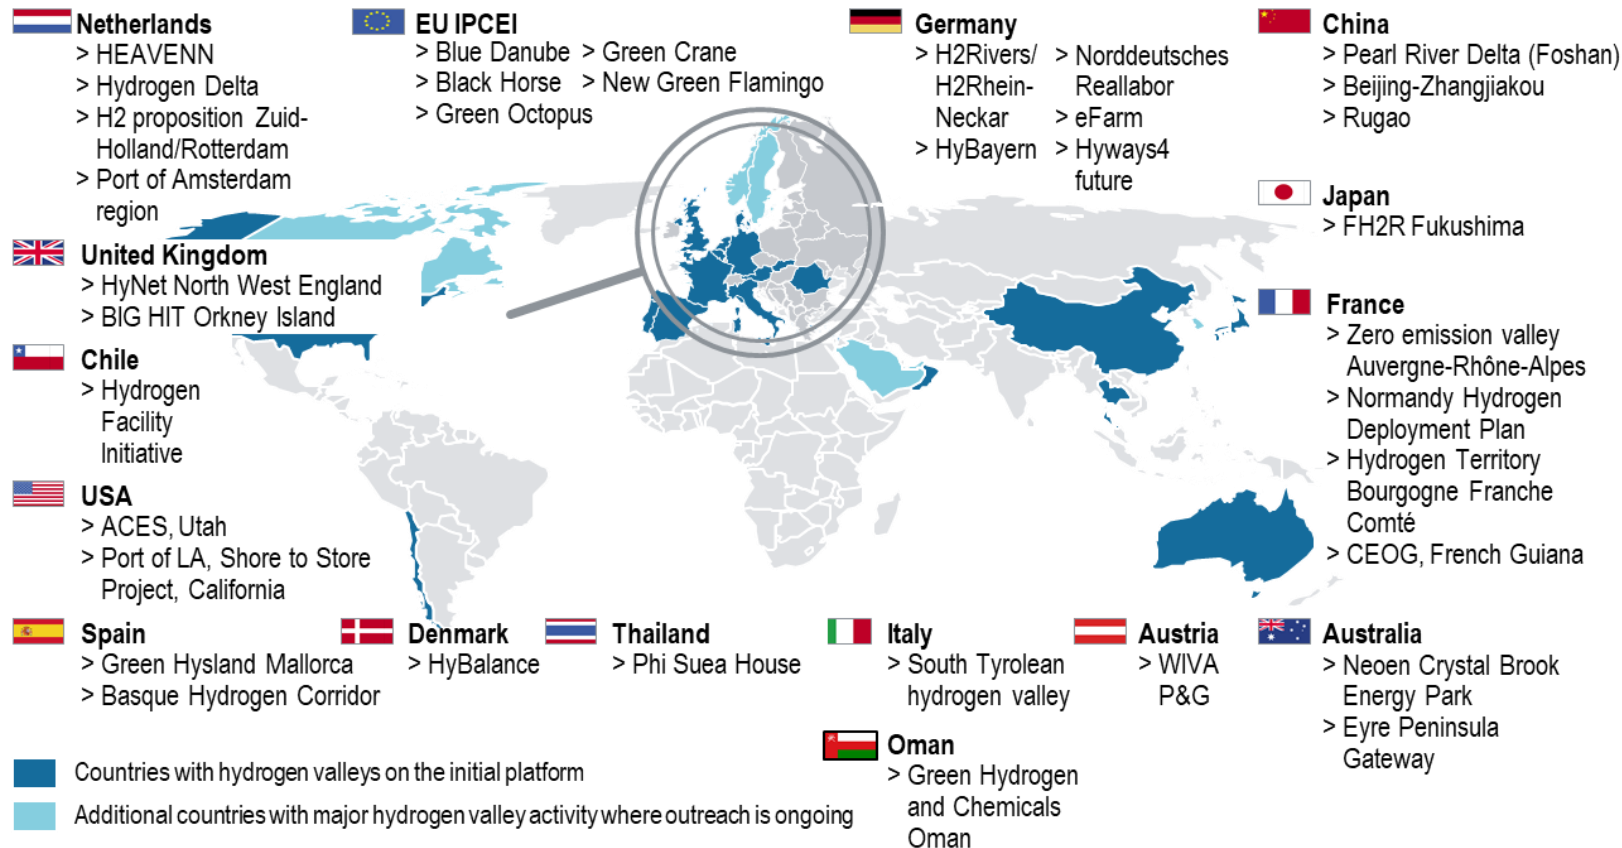 Netherlands
> HEAVENN
> Hydrogen Delta
> H2 proposition Zuid-
Holland/Rotterdam
> Port of Amsterdam
region
EU IPCEI
> Blue Danube
> Black Horse
> Green Octopus
> Green Crane
> New Green Flamingo
Germany
> H2Rivers/
H2Rhein-
Neckar
> HyBayern
> Norddeutsches
Reallabor
> eFarm
> Hyways4
future
China
> Pearl River Delta (Foshan)
> Beijing-Zhangjiakou
> Rugao
Japan
> FH2R Fukushima
United Kingdom
> HyNet North West England
> BIG HIT Orkney Island
France
> Zero emission valley
Auvergne-Rhône-Alpes
> Normandy Hydrogen
Deployment Plan
> Hydrogen Territory
Bourgogne Franche
Comté
> CEOG, French Guiana
Chile
> Hydrogen
Facility
Initiative
USA
> ACES, Utah
> Port of LA, Shore to Store
Project, California
Spain
> Green Hysland Mallorca
> Basque Hydrogen Corridor
Denmark
> HyBalance
Thailand
> Phi Suea House
Italy
> South Tyrolean
hydrogen valley
Austria
> WIVA
P&G
Australia
> Neoen Crystal Brook
Energy Park
> Eyre Peninsula
Gateway
Oman
> Green Hydrogen
and Chemicals
Oman
Countries with hydrogen valleys on the initial platform
Additional countries with major hydrogen valley activity where outreach is ongoing